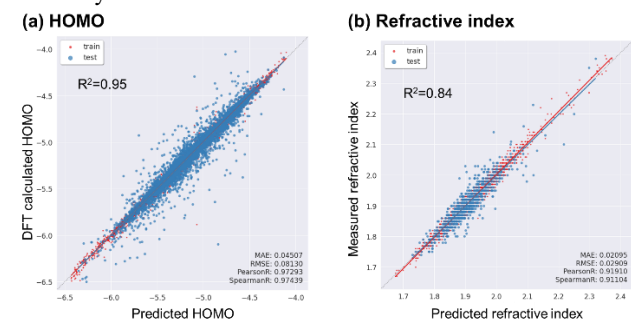 (a) HOMO
train
test
R²=0.95
DFT calculated HOMO
−4.0
−4.5
−5.0
−5.5
−6.0
−6.5
MAE: 0.04507
RMSE: 0.08130
PearsonR: 0.97293
SpearmanR: 0.97439
−6.5 −6.0 −5.5 −5.0 −4.5 −4.0
Predicted HOMO
(b) Refractive index
train
test
R²=0.84
Measured refractive index
2.4
2.3
2.2
2.1
2.0
1.9
1.8
1.7
MAE: 0.02095
RMSE: 0.02909
PearsonR: 0.91910
SpearmanR: 0.91104
1.7 1.8 1.9 2.0 2.1 2.2 2.3 2.4
Predicted refractive index